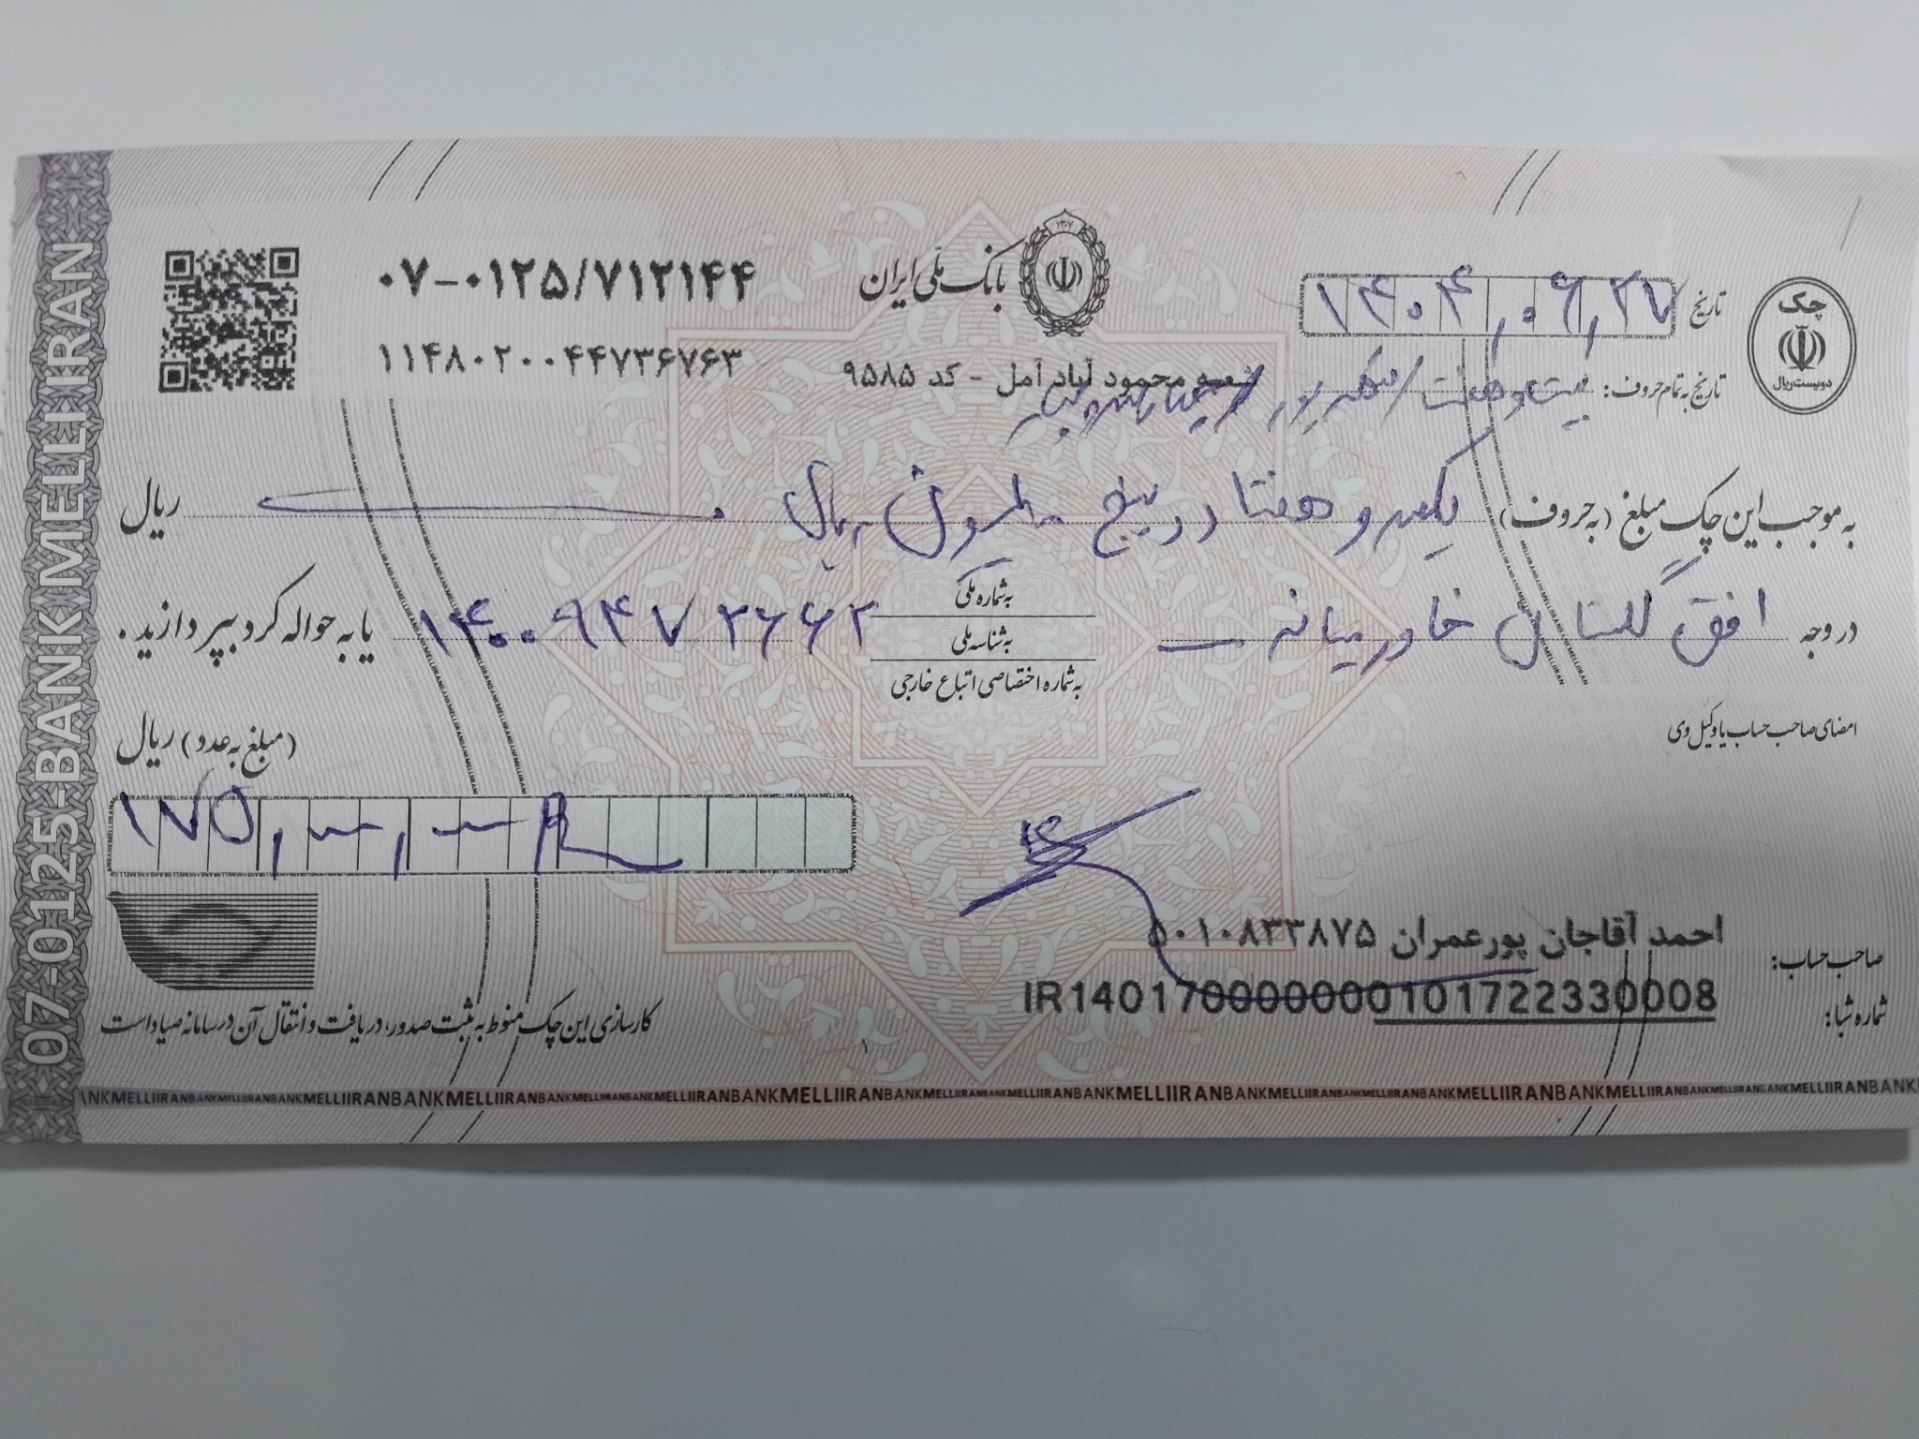 چک
دویست ریال
تاریخ ۱۴۰۴,۰۶,۲۷
بانک ملی ایران
۰۷-۰۱۲۵/۷۱۲۱۴۴
۱۱۴۸۰۲۰۰۴۴۷۳۶۷۶۳
شعبه محمود آباد آمل - کد ۹۵۸۵
تاریخ به تمام حروف: بیست و هفت / شهریور
به موجب این چک مبلغ (به حروف) یکصد و هفتاد و پنج میلیون ریال ریال
در وجه افق گلستان خاورمیانه
به شماره ملی
به شناسه ملی
به شماره اختصاصی اتباع خارجی
۱۴۰۰۹۴۷۲۶۶۲ یا به حواله کرد بپردازید.
امضای صاحب حساب یا وکیل وی
(مبلغ به عدد) ریال
۱۷۵,
صاحب حساب: احمد آقاجان پورعمران ۵۰۱۰۸۳۳۸۷۵
شماره شبا: IR140170000000101722330008
کارسازی این چک منوط به ثبت صدور، دریافت و انتقال آن در سامانه صیاد است
۱
07-0125-BANK MELLI IRAN
BANKMELLIIRANBANKMELLIIRANBANKMELLIIRANBANKMELLIIRAN